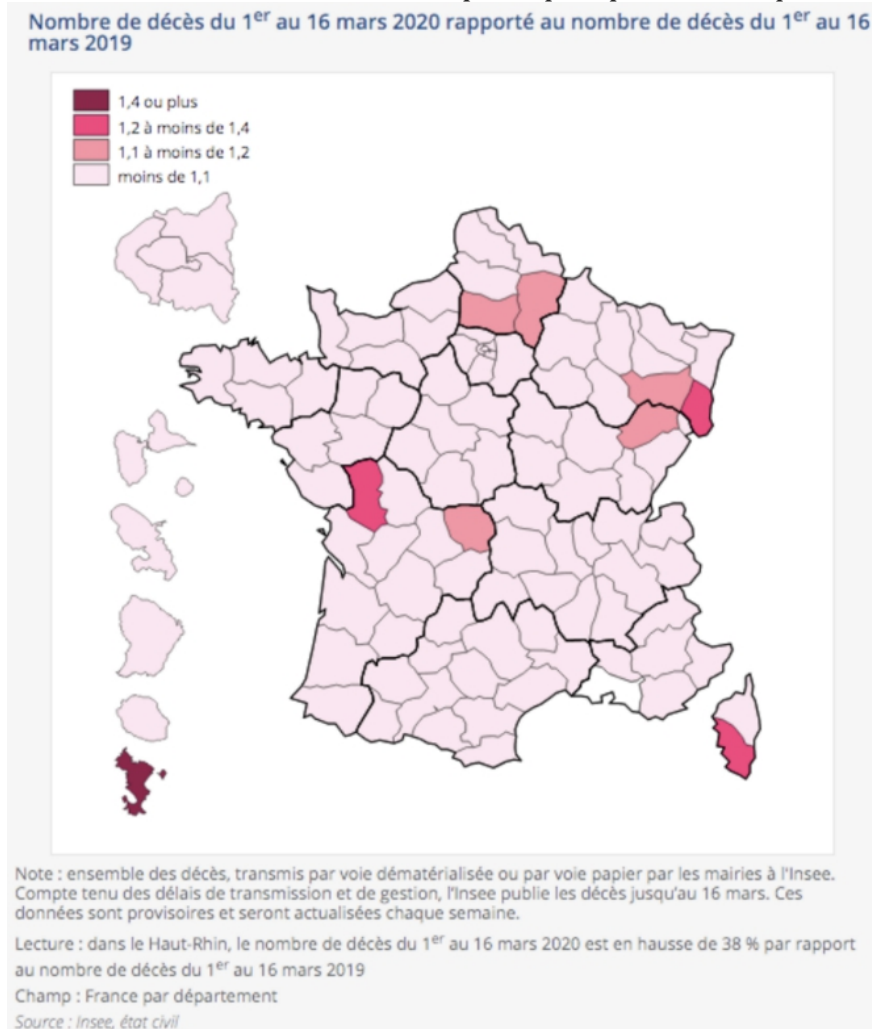 Nombre de décès du 1er au 16 mars 2020 rapporté au nombre de décès du 1er au 16
mars 2019
1,4 ou plus
1,2 à moins de 1,4
1,1 à moins de 1,2
moins de 1,1
Note : ensemble des décès, transmis par voie dématérialisée ou par voie papier par les mairies à l'Insee.
Compte tenu des délais de transmission et de gestion, l'Insee publie les décès jusqu'au 16 mars. Ces
données sont provisoires et seront actualisées chaque semaine.
Lecture : dans le Haut-Rhin, le nombre de décès du 1er au 16 mars 2020 est en hausse de 38 % par rapport
au nombre de décès du 1er au 16 mars 2019
Champ : France par département
Source : Insee, état civil